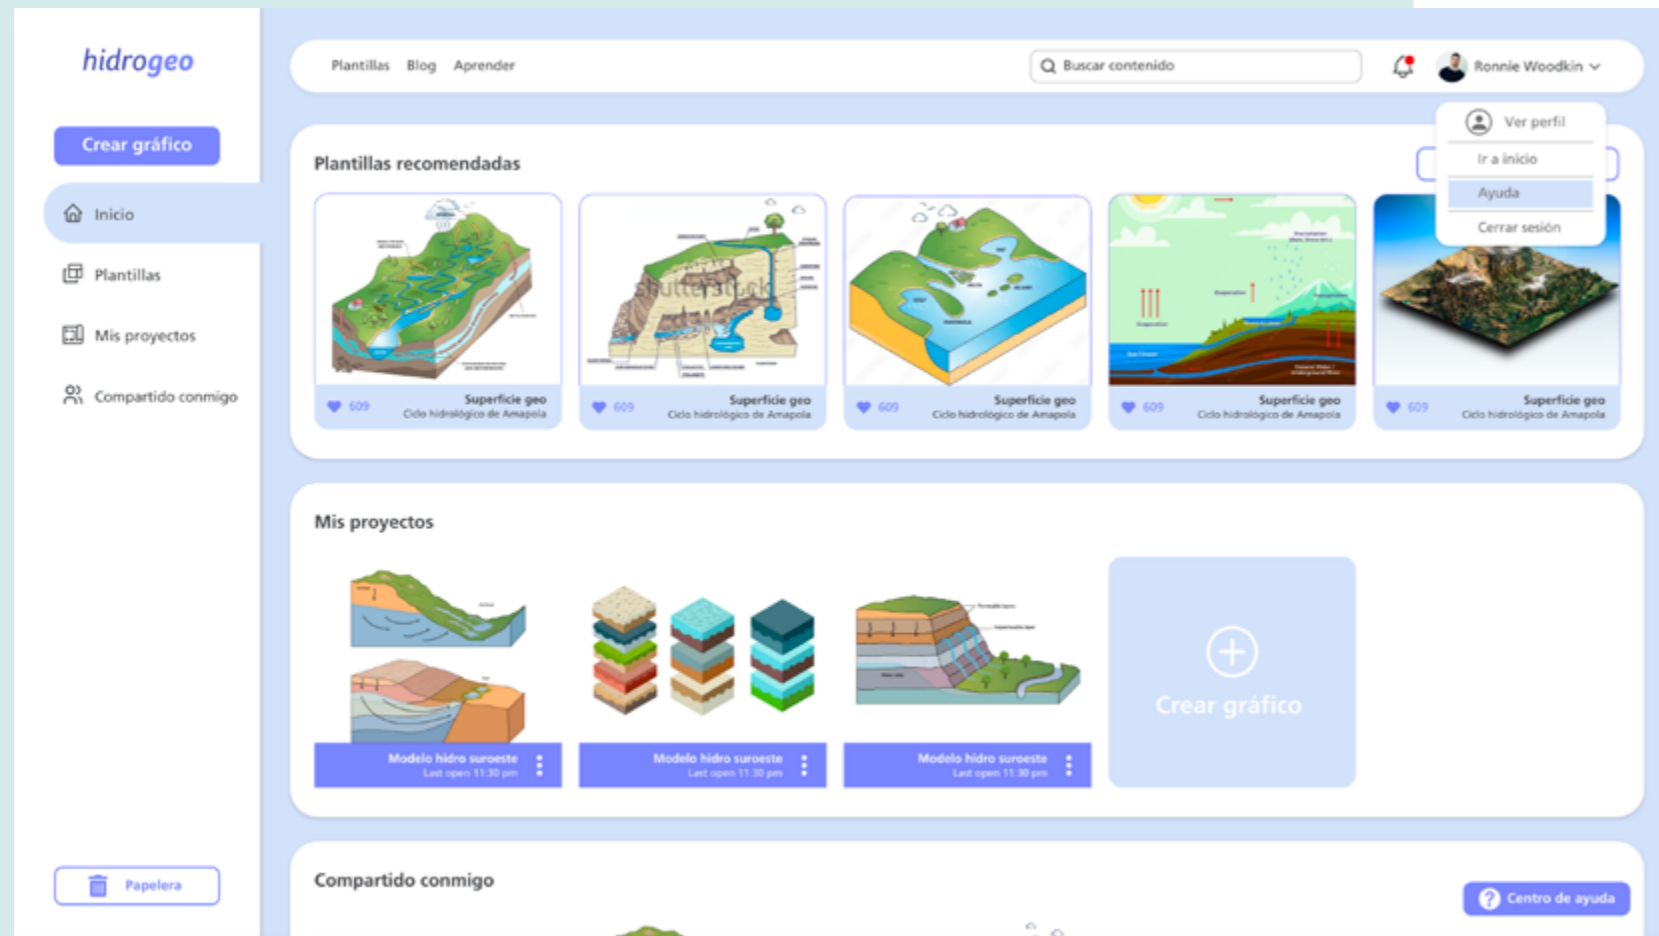 hidrogeo
Crear gráfico
Inicio
Plantillas
Mis proyectos
Compartido conmigo
Papelera
Plantillas Blog Aprender
Buscar contenido
Ronnie Woodkin
Ver perfil
Ir a inicio
Ayuda
Cerrar sesión
Plantillas recomendadas
shutterstock
609
Superficie geo
Ciclo hidrológico de Amapola
609
Superficie geo
Ciclo hidrológico de Amapola
609
Superficie geo
Ciclo hidrológico de Amapola
609
Superficie geo
Ciclo hidrológico de Amapola
609
Superficie geo
Ciclo hidrológico de Amapola
Mis proyectos
Modelo hidro suroeste
Last open 11:30 pm
Modelo hidro suroeste
Last open 11:30 pm
Modelo hidro suroeste
Last open 11:30 pm
Crear gráfico
Compartido conmigo
Centro de ayuda